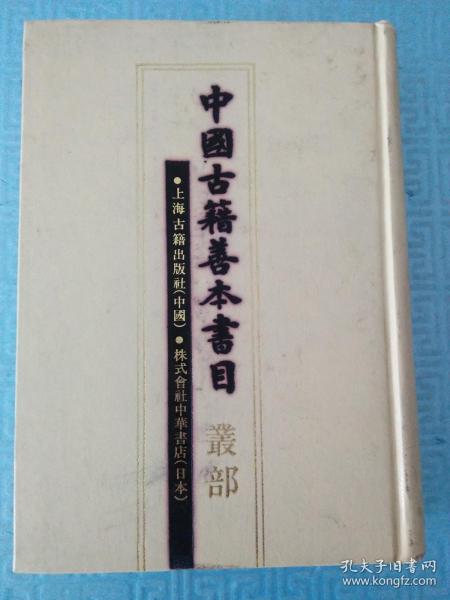 中國古籍善本書目
叢部
●上海古籍出版社(中國)●株式會社中華書店(日本)
孔夫子旧书网
www.kongfz.com